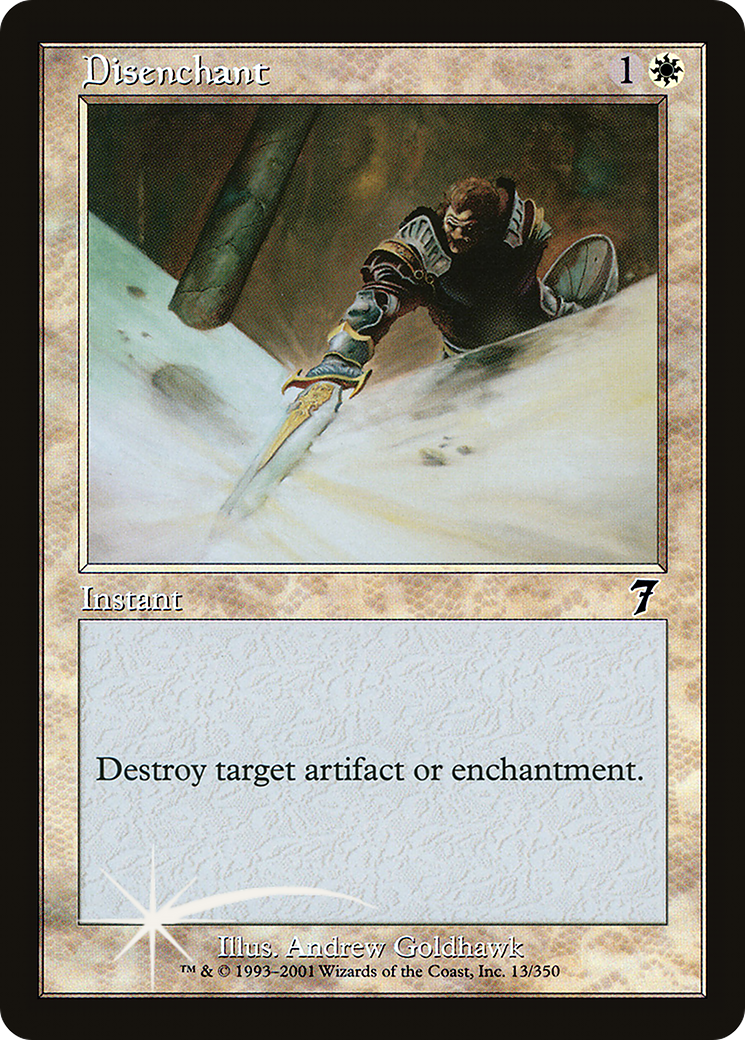 Disenchant 1
Instant 7
Destroy target artifact or enchantment.
Illus. Andrew Goldhawk
™ & © 1993–2001 Wizards of the Coast, Inc. 13/350